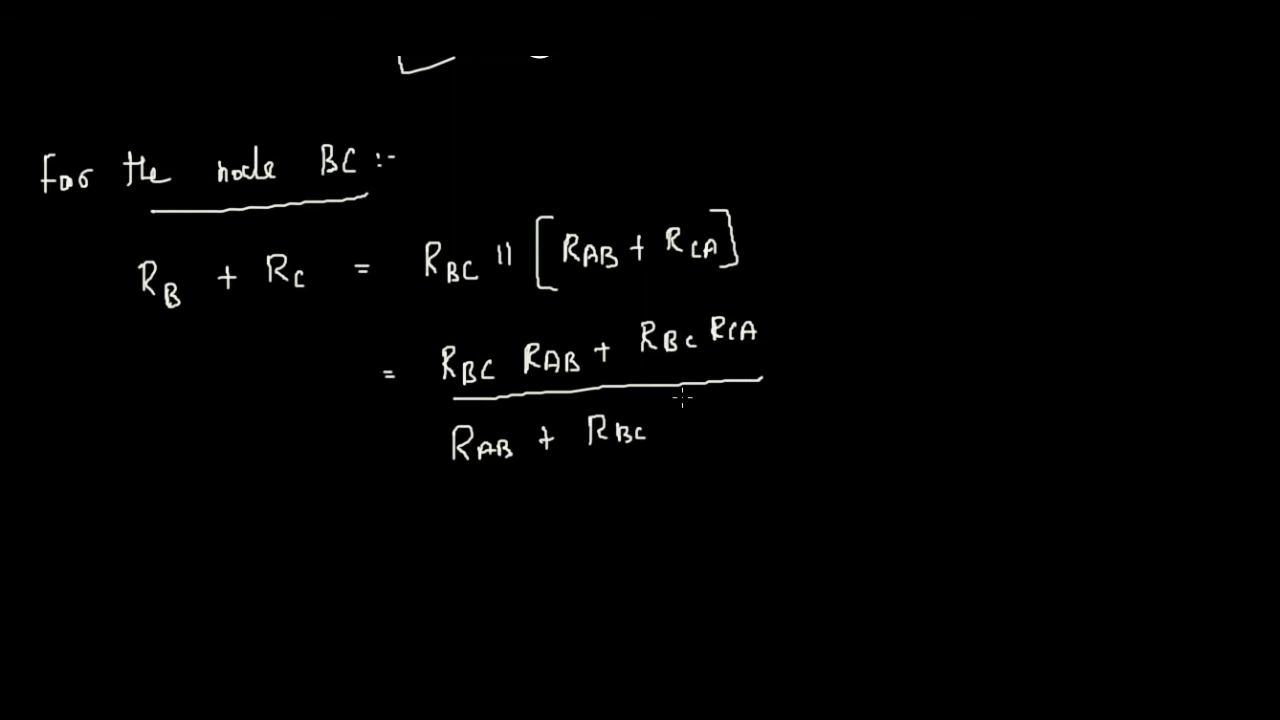 For the node BC :-
R_B + R_C = R_BC || [R_AB + R_CA]
= R_BC R_AB + R_BC R_CA
R_AB + R_BC